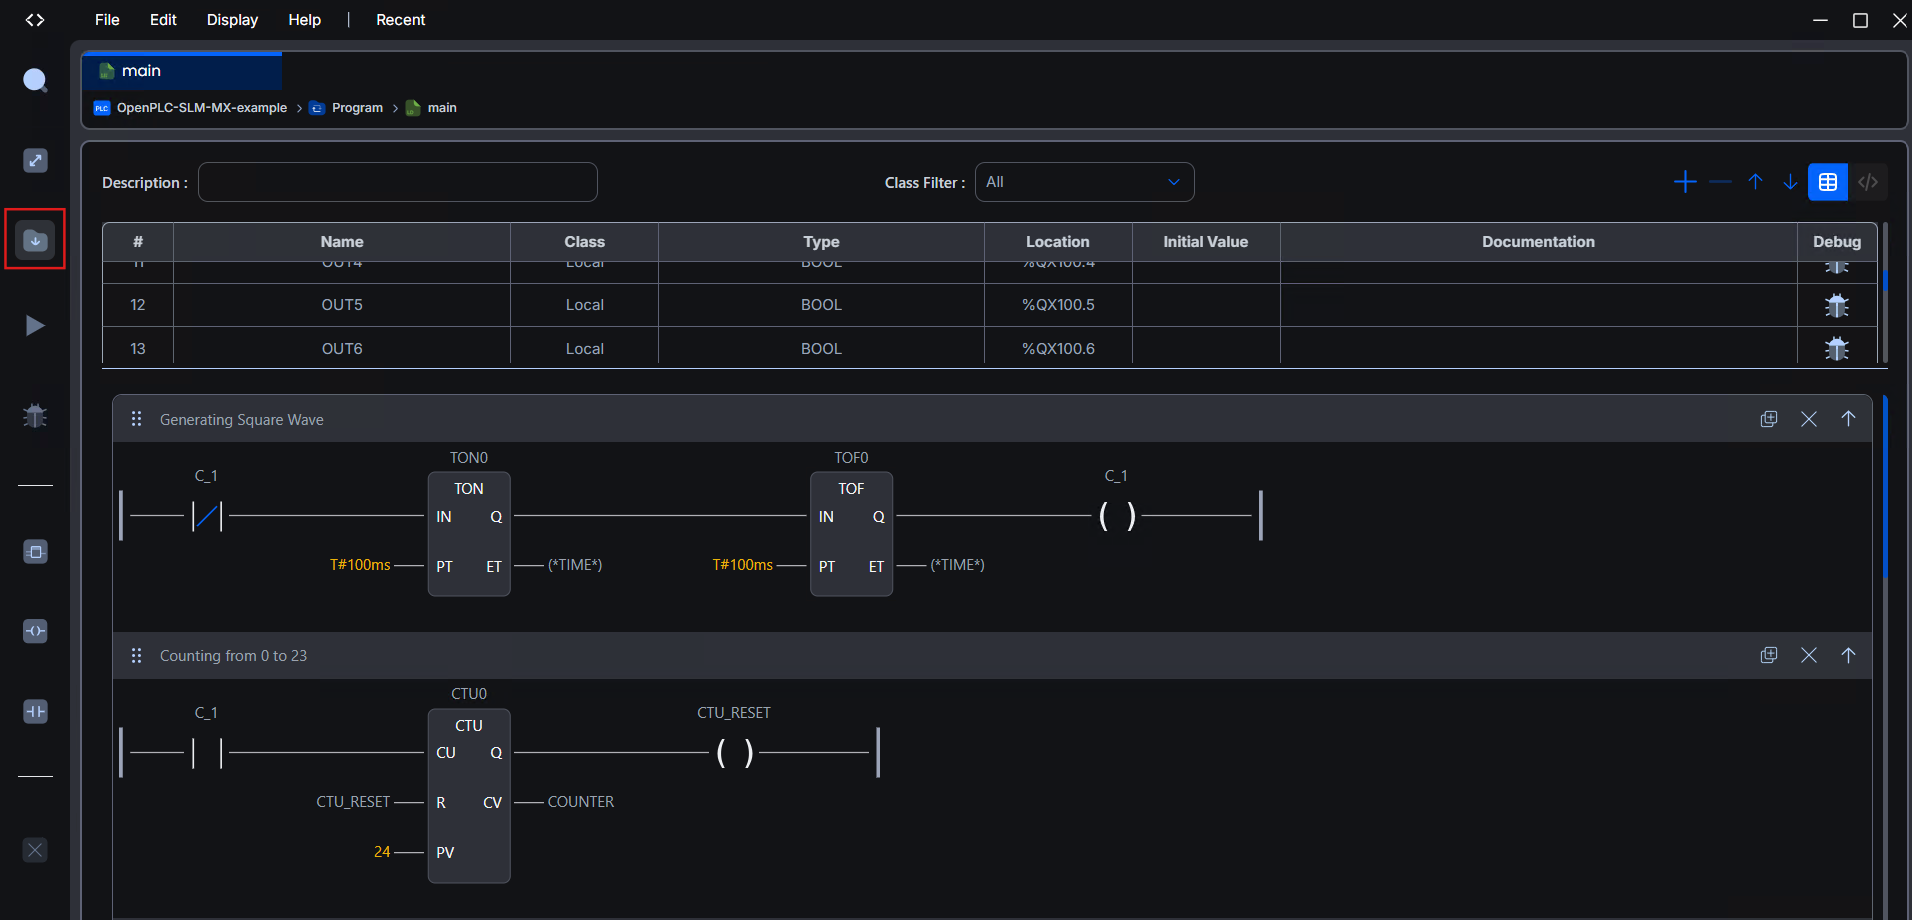 File Edit Display Help | Recent
main
PLC OpenPLC-SLM-MX-example > Program > main
Description : Class Filter : All
# Name Class Type Location Initial Value Documentation Debug
11 OUT4 Local BOOL %QX100.4
12 OUT5 Local BOOL %QX100.5
13 OUT6 Local BOOL %QX100.6
Generating Square Wave
TON0 TOF0
C_1 C_1
TON TOF
IN Q IN Q
T#100ms PT ET (*TIME*) T#100ms PT ET (*TIME*)
Counting from 0 to 23
CTU0
C_1 CTU_RESET
CTU
CU Q
CTU_RESET R CV COUNTER
24 PV